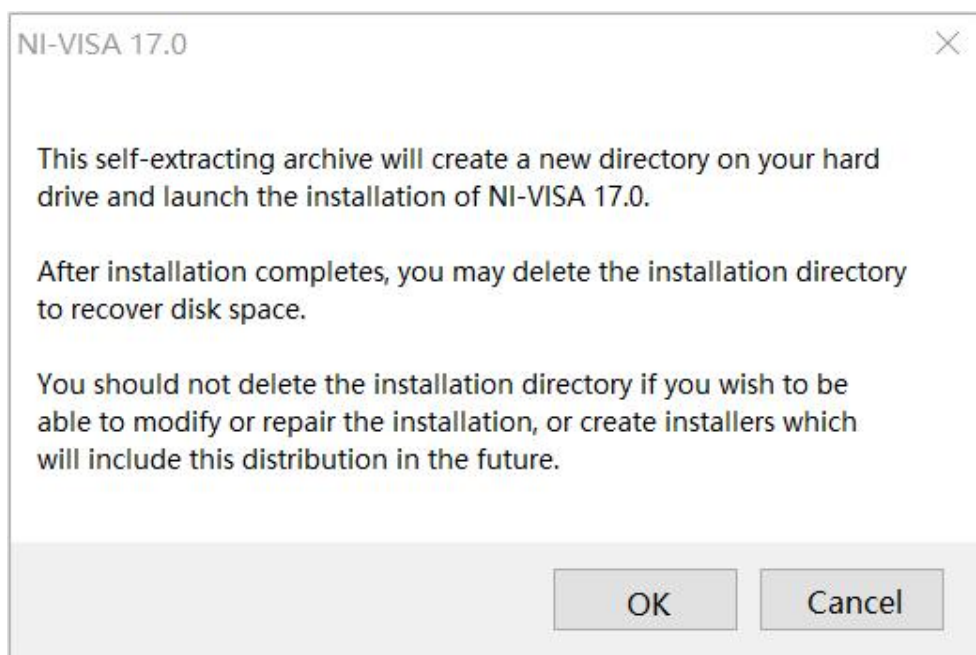 NI-VISA 17.0
This self-extracting archive will create a new directory on your hard
drive and launch the installation of NI-VISA 17.0.
After installation completes, you may delete the installation directory
to recover disk space.
You should not delete the installation directory if you wish to be
able to modify or repair the installation, or create installers which
will include this distribution in the future.
OK
Cancel